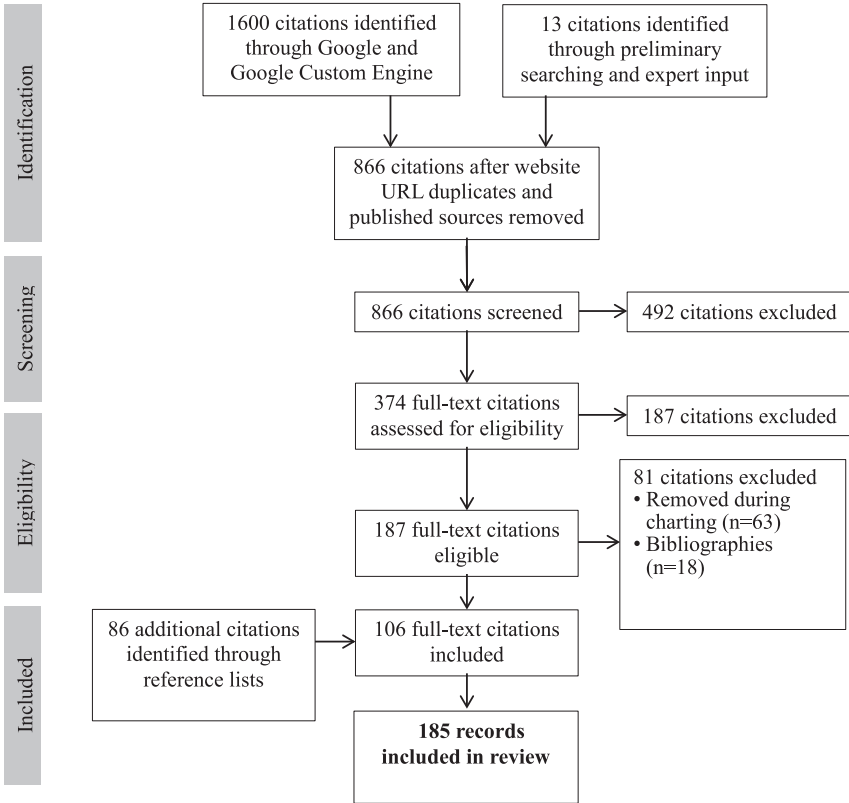 Identification
1600 citations identified
through Google and
Google Custom Engine
13 citations identified
through preliminary
searching and expert input
866 citations after website
URL duplicates and
published sources removed
Screening
866 citations screened
492 citations excluded
374 full-text citations
assessed for eligibility
187 citations excluded
Eligibility
187 full-text citations
eligible
81 citations excluded
• Removed during
charting (n=63)
• Bibliographies
(n=18)
Included
86 additional citations
identified through
reference lists
106 full-text citations
included
185 records
included in review